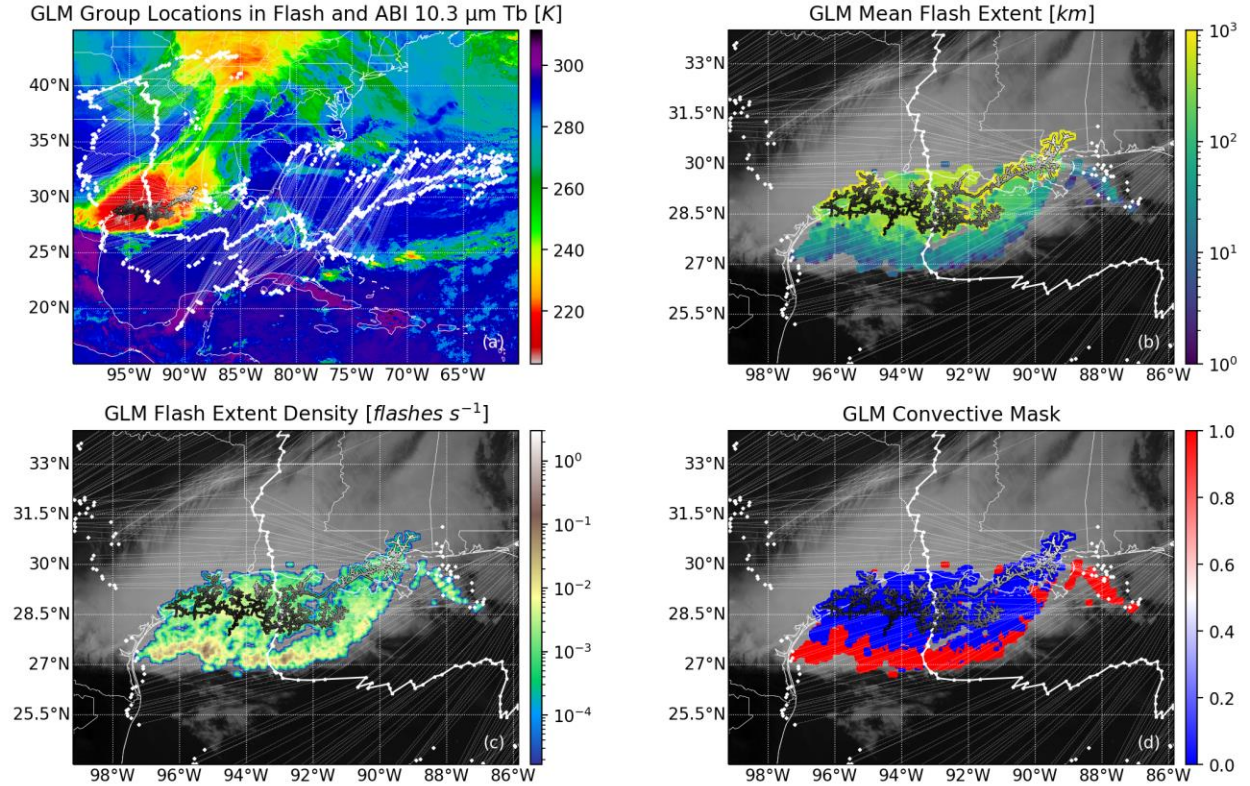 GLM Group Locations in Flash and ABI 10.3 μm Tb [K]
40°N
35°N
30°N
25°N
20°N
95°W 90°W 85°W 80°W 75°W 70°W 65°W
300
280
260
240
220
(a)
GLM Mean Flash Extent [km]
33°N
31.5°N
30°N
28.5°N
27°N
25.5°N
98°W 96°W 94°W 92°W 90°W 88°W 86°W
10³
10²
10¹
10⁰
(b)
GLM Flash Extent Density [flashes s⁻¹]
33°N
31.5°N
30°N
28.5°N
27°N
25.5°N
98°W 96°W 94°W 92°W 90°W 88°W 86°W
10⁰
10⁻¹
10⁻²
10⁻³
10⁻⁴
(c)
GLM Convective Mask
33°N
31.5°N
30°N
28.5°N
27°N
25.5°N
98°W 96°W 94°W 92°W 90°W 88°W 86°W
1.0
0.8
0.6
0.4
0.2
0.0
(d)